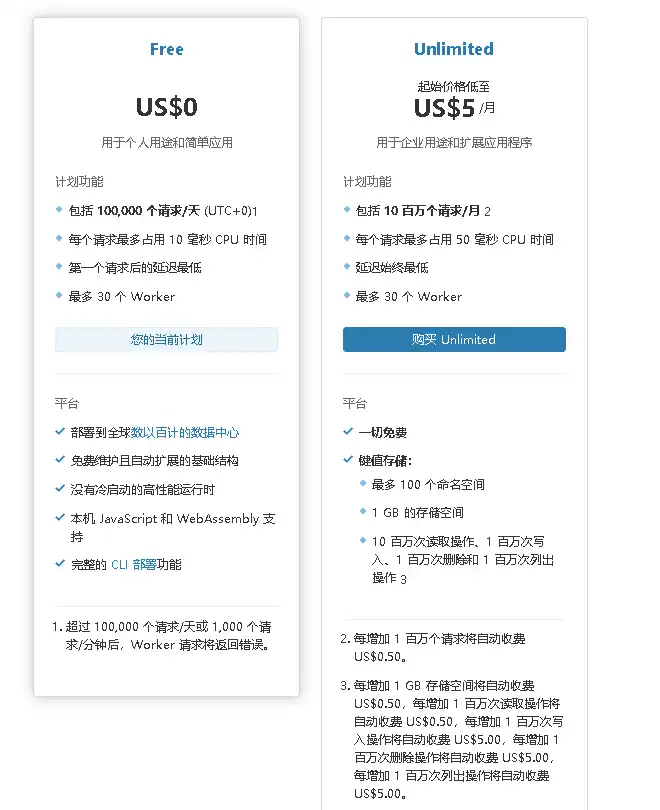 Free
US$0
用于个人用途和简单应用
计划功能
包括 100,000 个请求/天 (UTC+0)1
每个请求最多占用 10 毫秒 CPU 时间
第一个请求后的延迟最低
最多 30 个 Worker
您的当前计划
平台
部署到全球数以百计的数据中心
免费维护且自动扩展的基础结构
没有冷启动的高性能运行时
本机 JavaScript 和 WebAssembly 支
持
完整的 CLI 部署功能
1. 超过 100,000 个请求/天或 1,000 个请
求/分钟后，Worker 请求将返回错误。
Unlimited
起始价格低至
US$5 /月
用于企业用途和扩展应用程序
计划功能
包括 10 百万个请求/月 2
每个请求最多占用 50 毫秒 CPU 时间
延迟始终最低
最多 30 个 Worker
购买 Unlimited
平台
一切免费
键值存储：
最多 100 个命名空间
1 GB 的存储空间
10 百万次读取操作、1 百万次写
入、1 百万次删除和 1 百万次列出
操作 3
2. 每增加 1 百万个请求将自动收费
US$0.50。
3. 每增加 1 GB 存储空间将自动收费
US$0.50，每增加 1 百万次读取操作将
自动收费 US$0.50，每增加 1 百万次写
入操作将自动收费 US$5.00，每增加 1
百万次删除操作将自动收费 US$5.00，
每增加 1 百万次列出操作将自动收费
US$5.00。